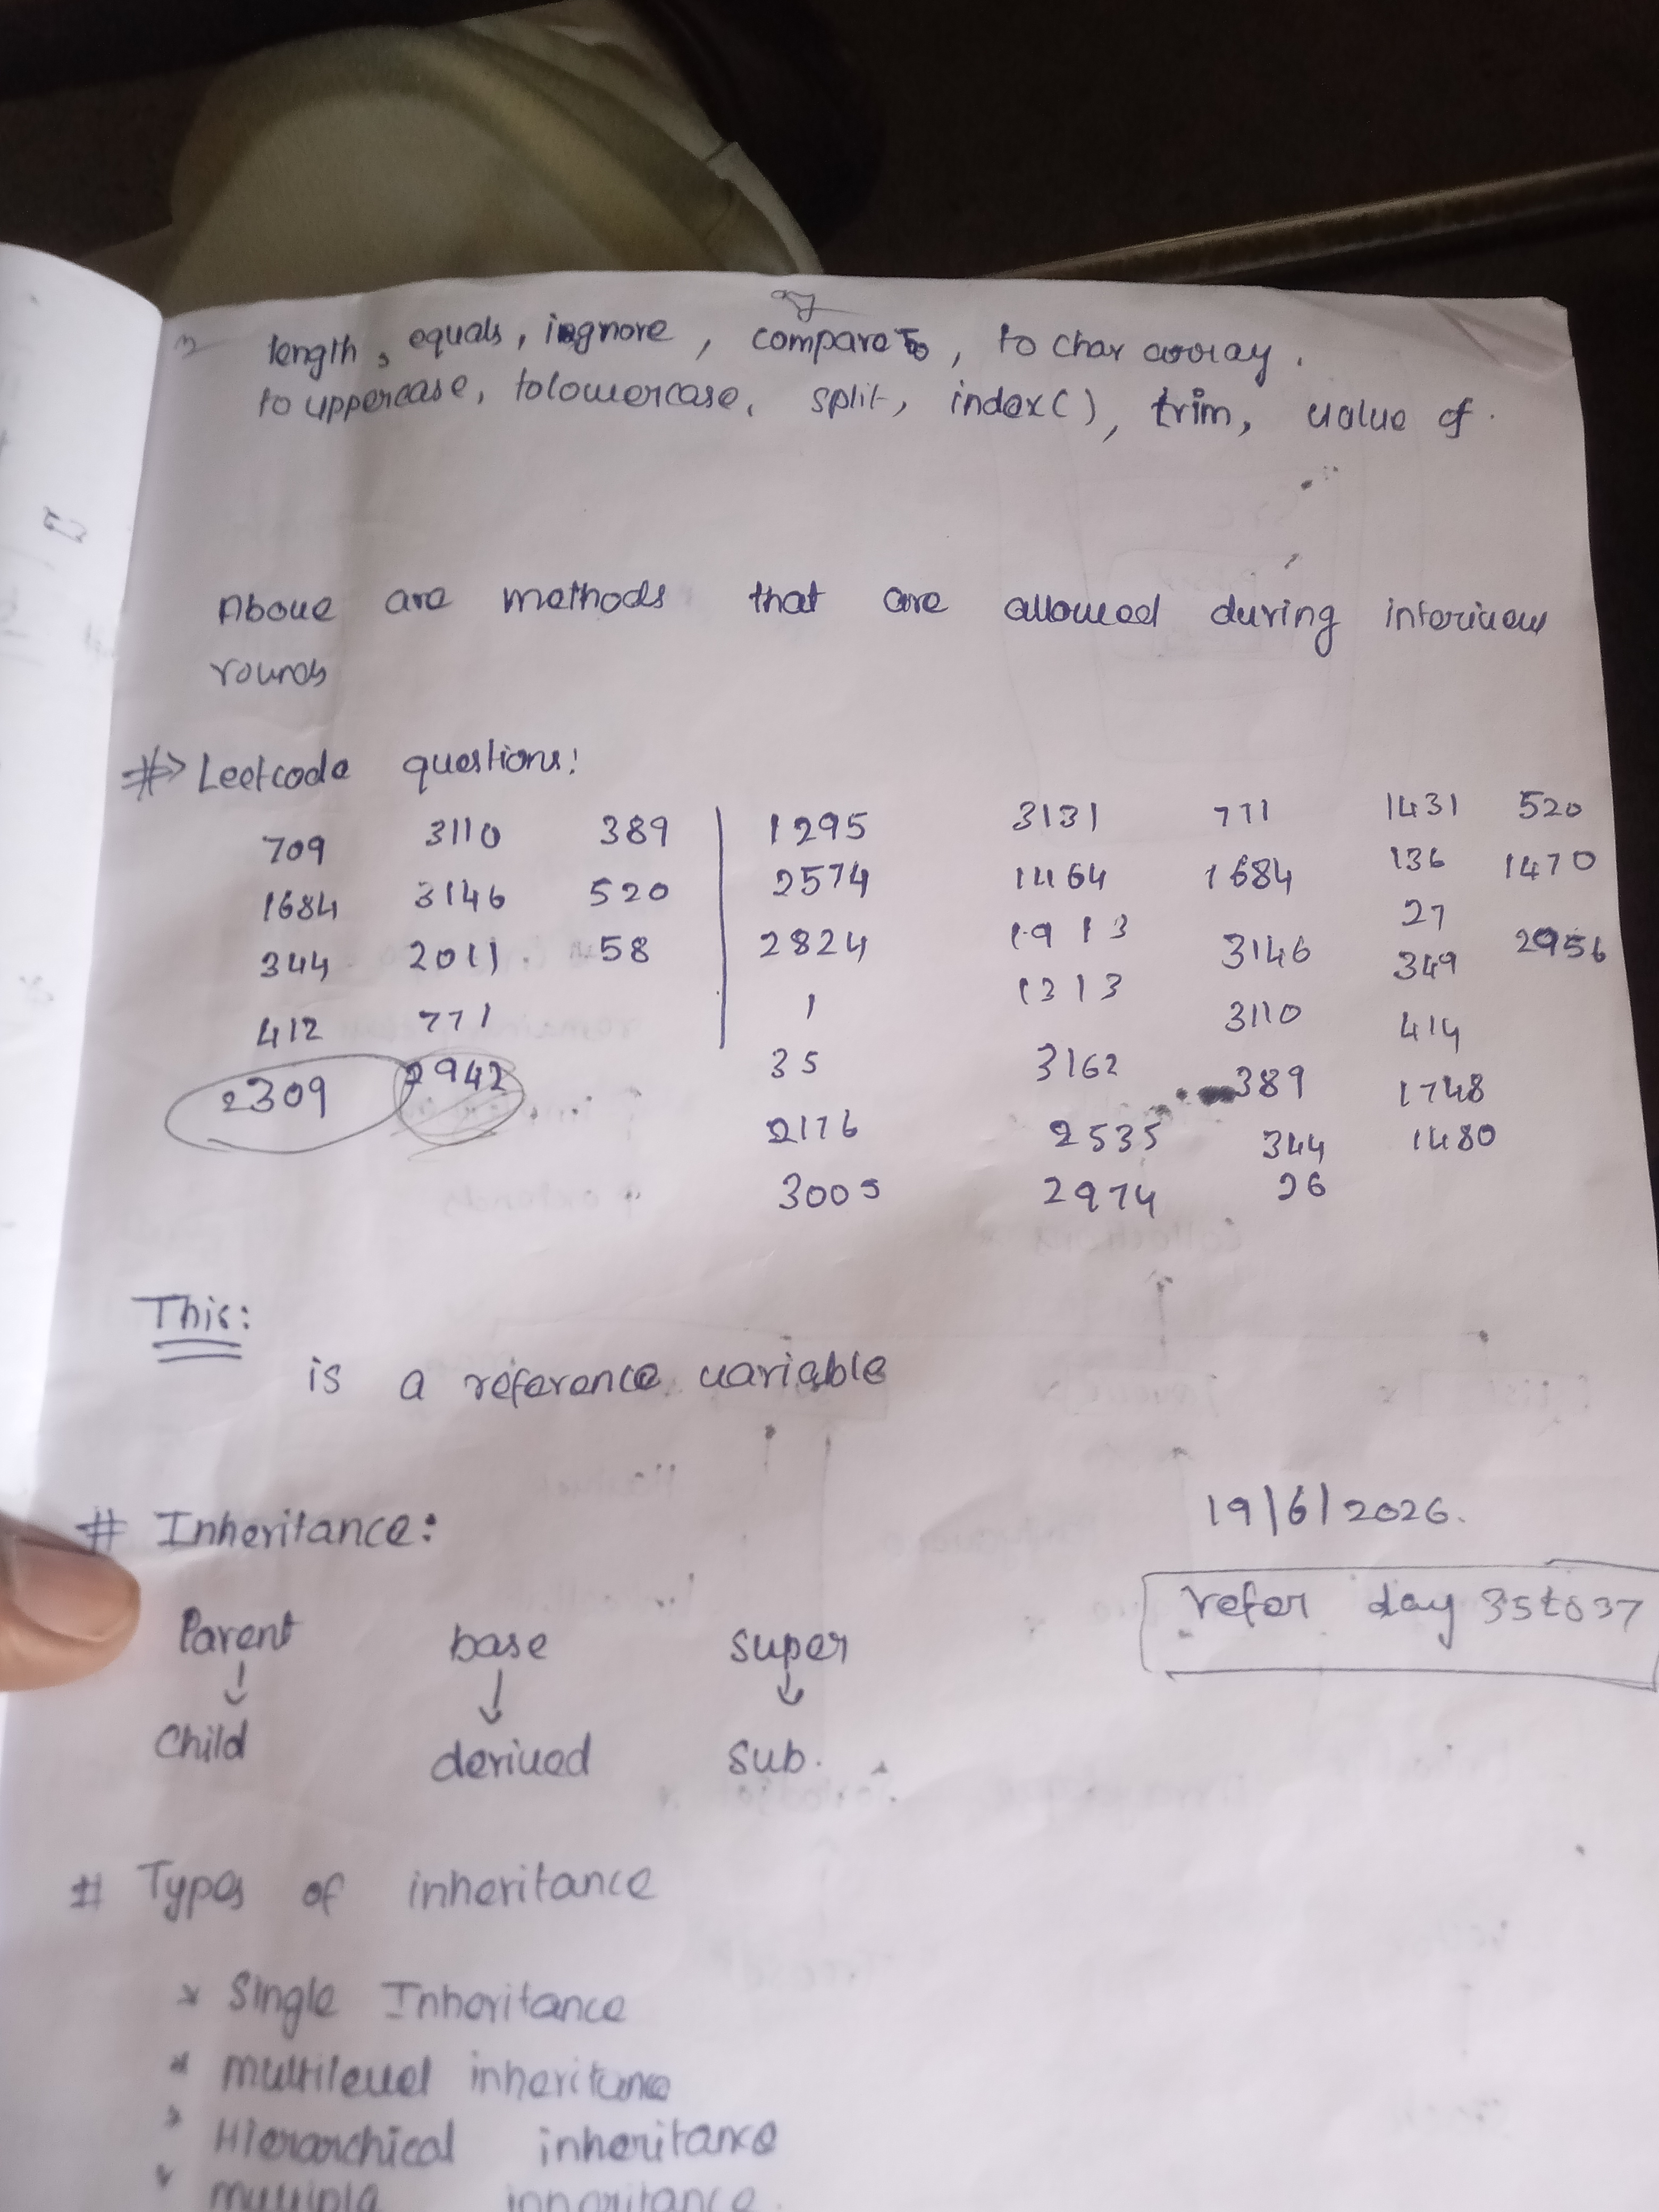 length, equals, ingnore, compareTo, to char array.
to uppercase, tolowercase, split, index(), trim, value of.
Above are methods that are allowed during interview
rounds
#> Leetcode questions:
709 3110 389 1295 3131 771 1431 520
1684 3146 520 2574 1464 1684 136 1470
344 2011 58 2824 1913 3146 27 2956
412 771 1 1313 3110 349
2309 2942 35 3162 389 414
2176 2535 344 1748
3005 2974 26 1480
This:
is a reference variable
# Inheritance:
19/6/2026.
refer day 35to37
Parent base super
↓ ↓ ↓
Child derived sub.
# Types of inheritance
* Single Inheritance
* multilevel inheritance
* Hierarchical inheritance
* multiple inheritance.